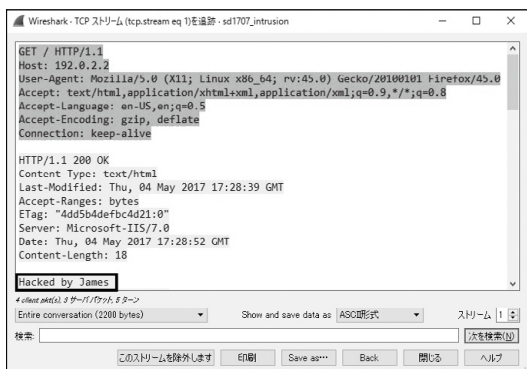 Wireshark · TCP ストリーム (tcp.stream eq 1)を追跡 · sd1707_intrusion
GET / HTTP/1.1
Host: 192.0.2.2
User-Agent: Mozilla/5.0 (X11; Linux x86_64; rv:45.0) Gecko/20100101 Firefox/45.0
Accept: text/html,application/xhtml+xml,application/xml;q=0.9,*/*;q=0.8
Accept-Language: en-US,en;q=0.5
Accept-Encoding: gzip, deflate
Connection: keep-alive
HTTP/1.1 200 OK
Content Type: text/html
Last-Modified: Thu, 04 May 2017 17:28:39 GMT
Accept-Ranges: bytes
ETag: "4dd5b4defbc4d21:0"
Server: Microsoft-IIS/7.0
Date: Thu, 04 May 2017 17:28:52 GMT
Content-Length: 18
Hacked by James
4 client pkt(s), 3 サーバ パケット, 5 ターン
Entire conversation (2200 bytes) Show and save data as ASCII形式 ストリーム 1
検索: 次を検索(N)
このストリームを除外します 印刷 Save as… Back 閉じる ヘルプ